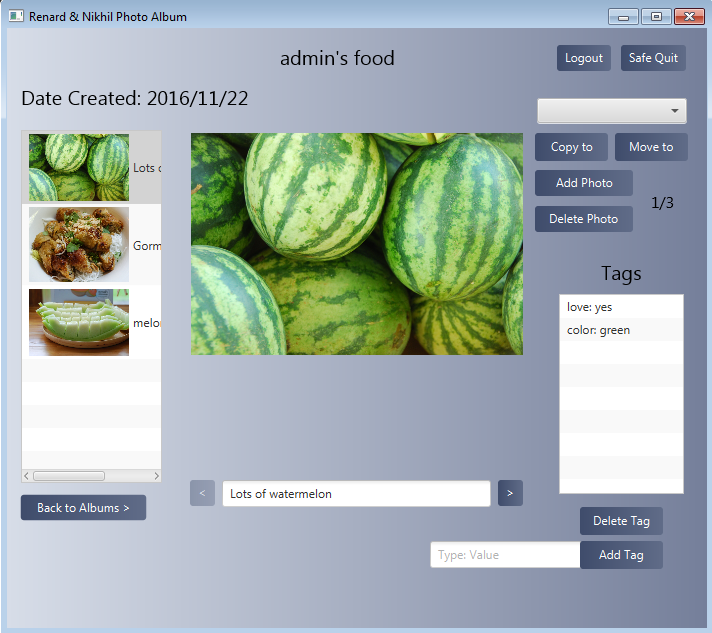 Renard & Nikhil Photo Album
admin's food
Logout
Safe Quit
Date Created: 2016/11/22
Lots
Copy to
Move to
Add Photo
1/3
Delete Photo
Gorm
Tags
love: yes
color: green
melo
<
Lots of watermelon
>
Back to Albums >
Delete Tag
Type: Value
Add Tag